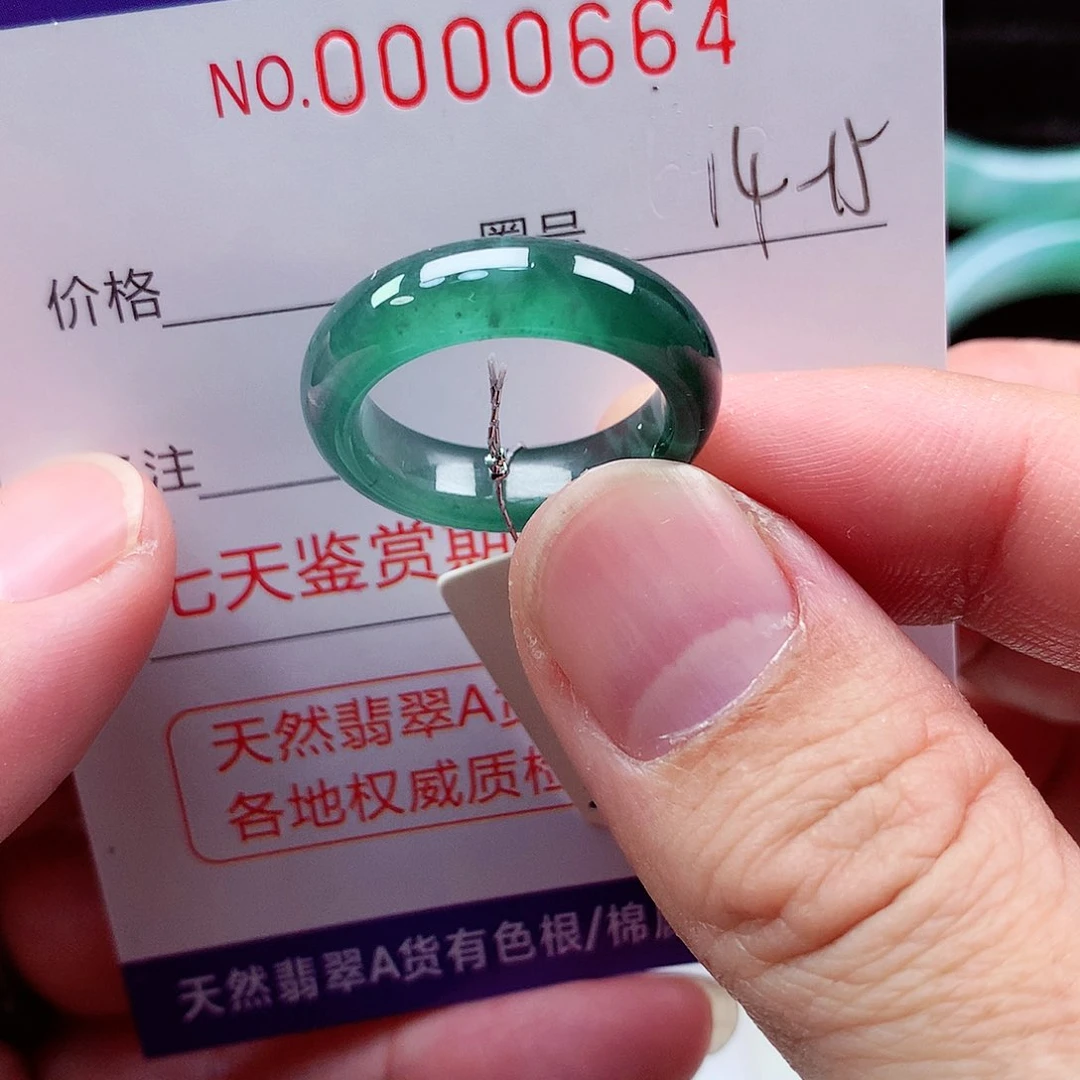 NO.0000664
圈号 14-15
价格
注
七天鉴赏期
天然翡翠A货
各地权威质检
天然翡翠A货有色根/棉